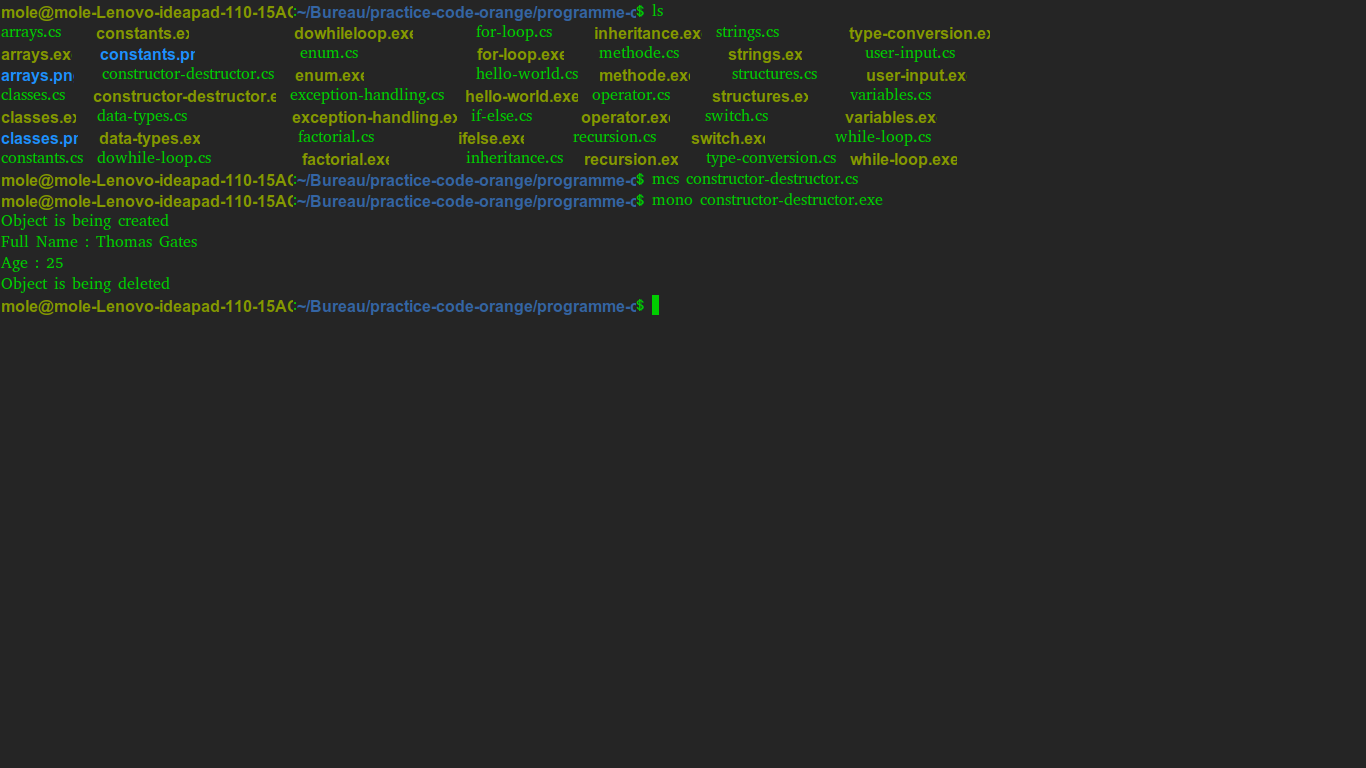 mole@mole-Lenovo-ideapad-110-15AC:~/Bureau/practice-code-orange/programme-c$ ls
arrays.cs constants.ex dowhileloop.exe for-loop.cs inheritance.ex strings.cs type-conversion.ex
arrays.ex constants.pr enum.cs for-loop.exe methode.cs strings.ex user-input.cs
arrays.pn constructor-destructor.cs enum.exe hello-world.cs methode.exe structures.cs user-input.ex
classes.cs constructor-destructor.e exception-handling.cs hello-world.exe operator.cs structures.ex variables.cs
classes.ex data-types.cs exception-handling.ex if-else.cs operator.exe switch.cs variables.ex
classes.pr data-types.ex factorial.cs ifelse.exe recursion.cs switch.exe while-loop.cs
constants.cs dowhile-loop.cs factorial.exe inheritance.cs recursion.ex type-conversion.cs while-loop.exe
mole@mole-Lenovo-ideapad-110-15AC:~/Bureau/practice-code-orange/programme-c$ mcs constructor-destructor.cs
mole@mole-Lenovo-ideapad-110-15AC:~/Bureau/practice-code-orange/programme-c$ mono constructor-destructor.exe
Object is being created
Full Name : Thomas Gates
Age : 25
Object is being deleted
mole@mole-Lenovo-ideapad-110-15AC:~/Bureau/practice-code-orange/programme-c$